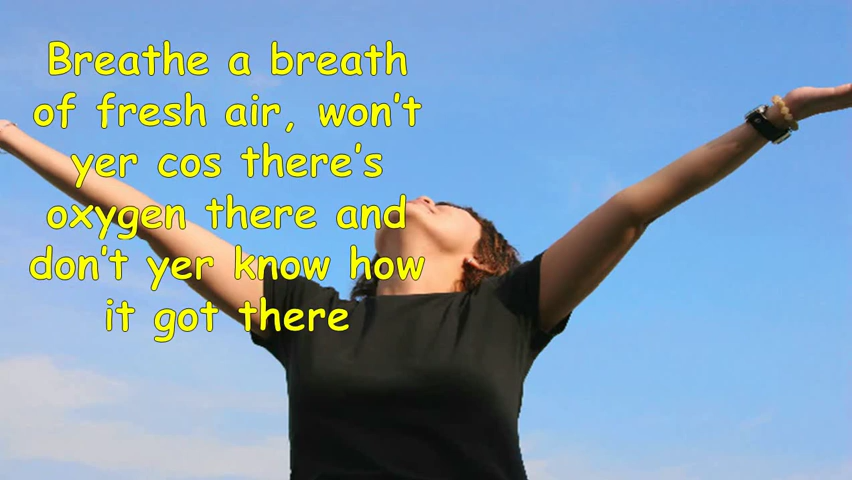 Breathe a breath
of fresh air, won't
yer cos there's
oxygen there and
don't yer know how
it got there